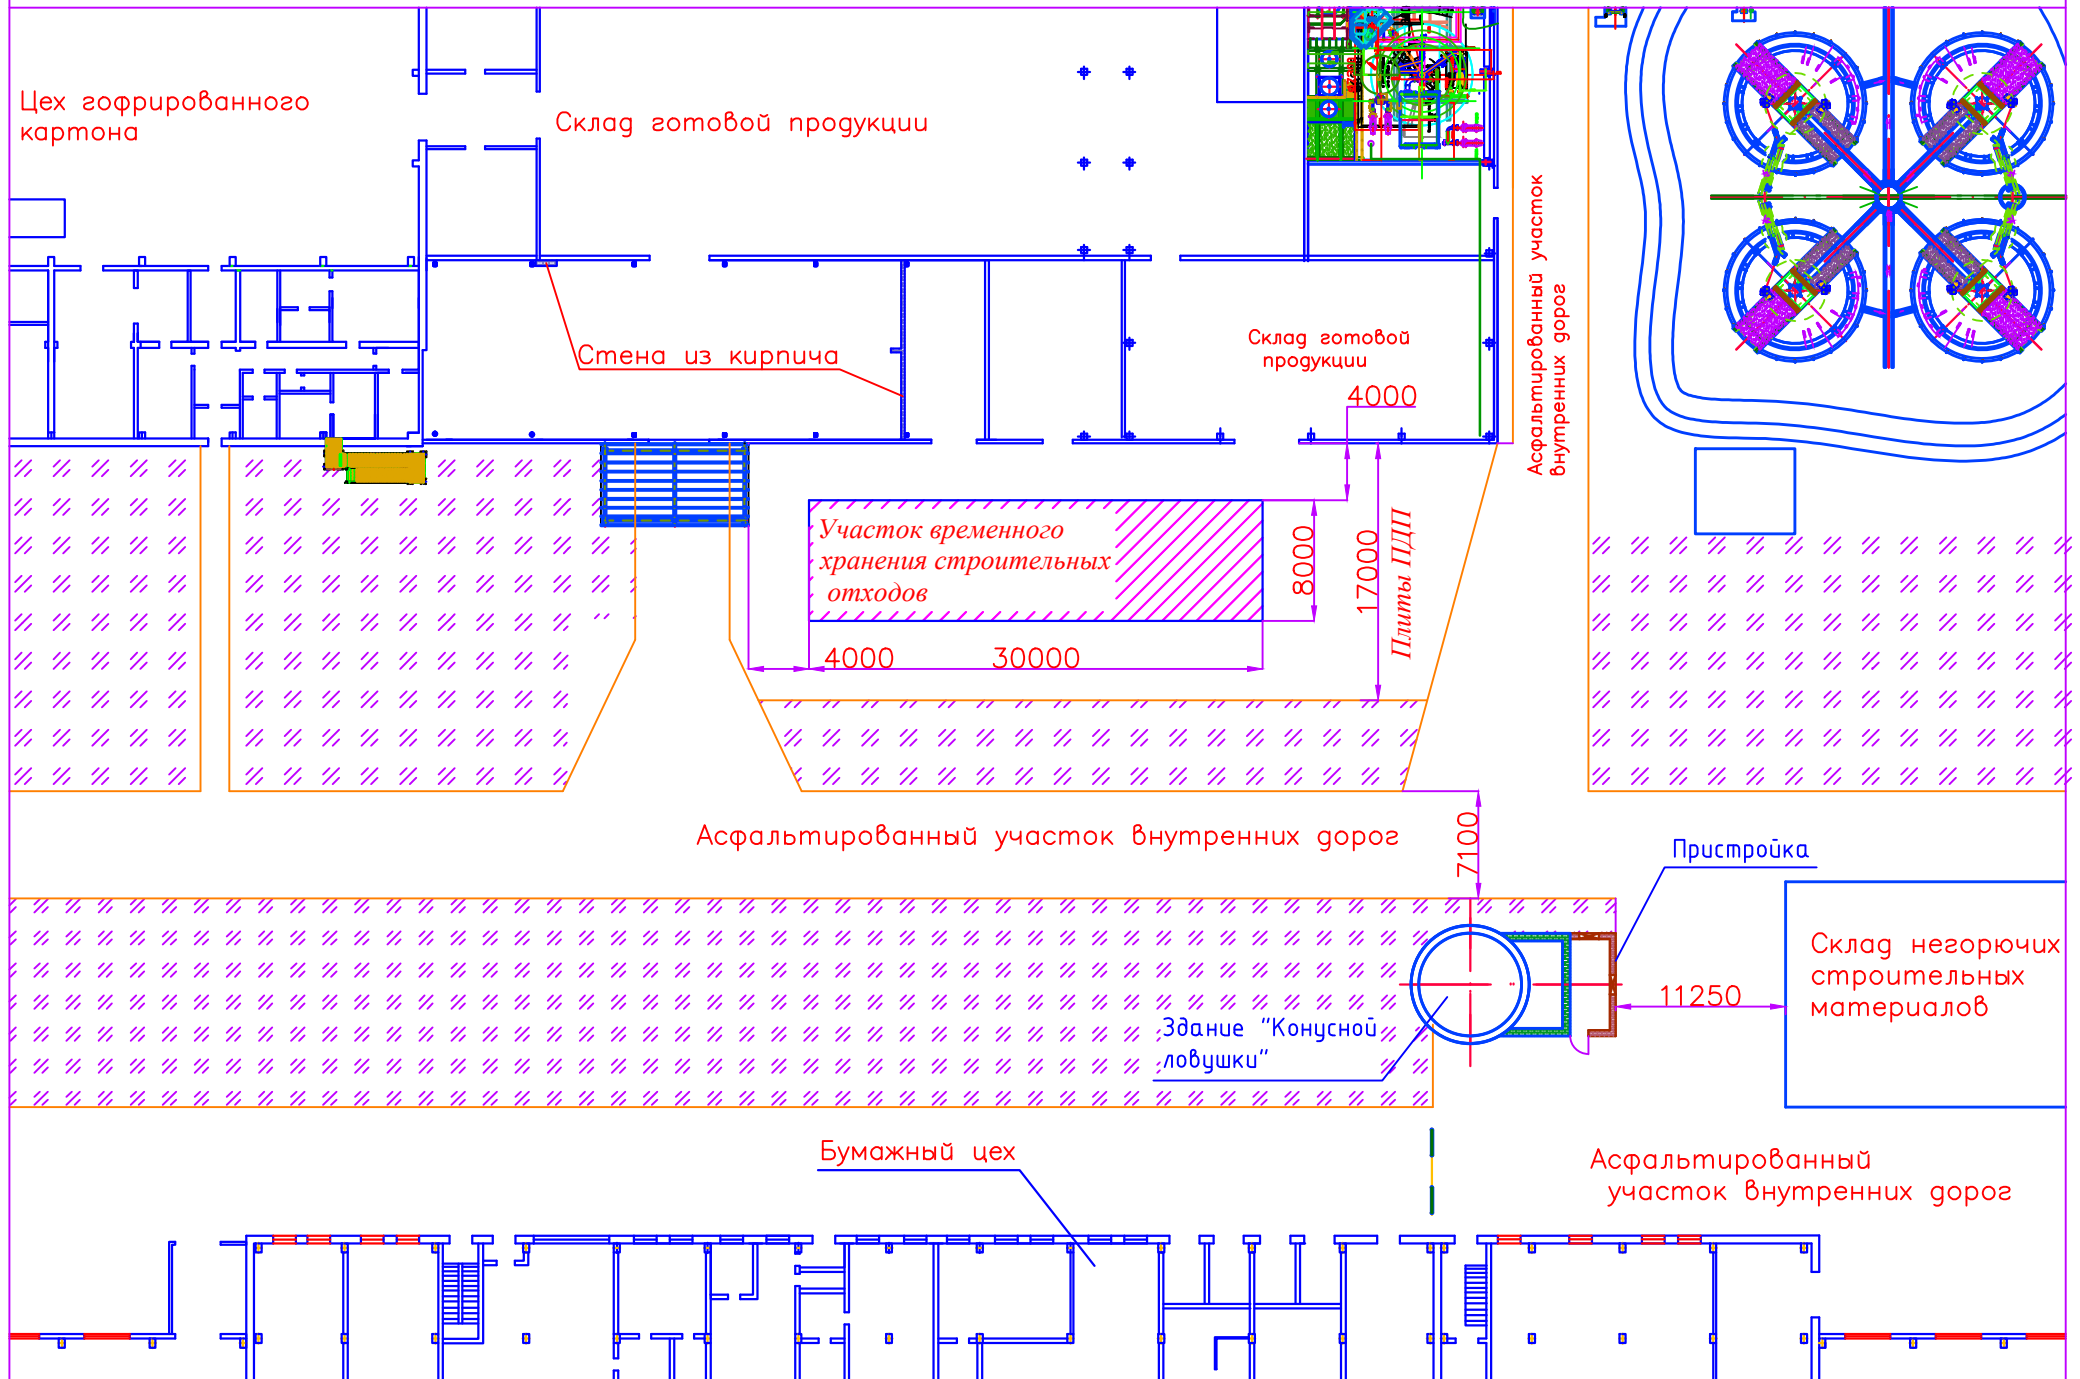 Цех гофрированного
картона
Склад готовой продукции
Асфальтированный участок
внутренних дорог
Стена из кирпича
Склад готовой
продукции
4000
Участок временного
хранения строительных
отходов
8000
17000
Плиты ПДП
4000
30000
Асфальтированный участок внутренних дорог
7100
Пристройка
Склад негорючих
строительных
материалов
11250
Здание "Конусной
ловушки"
Бумажный цех
Асфальтированный
участок внутренних дорог